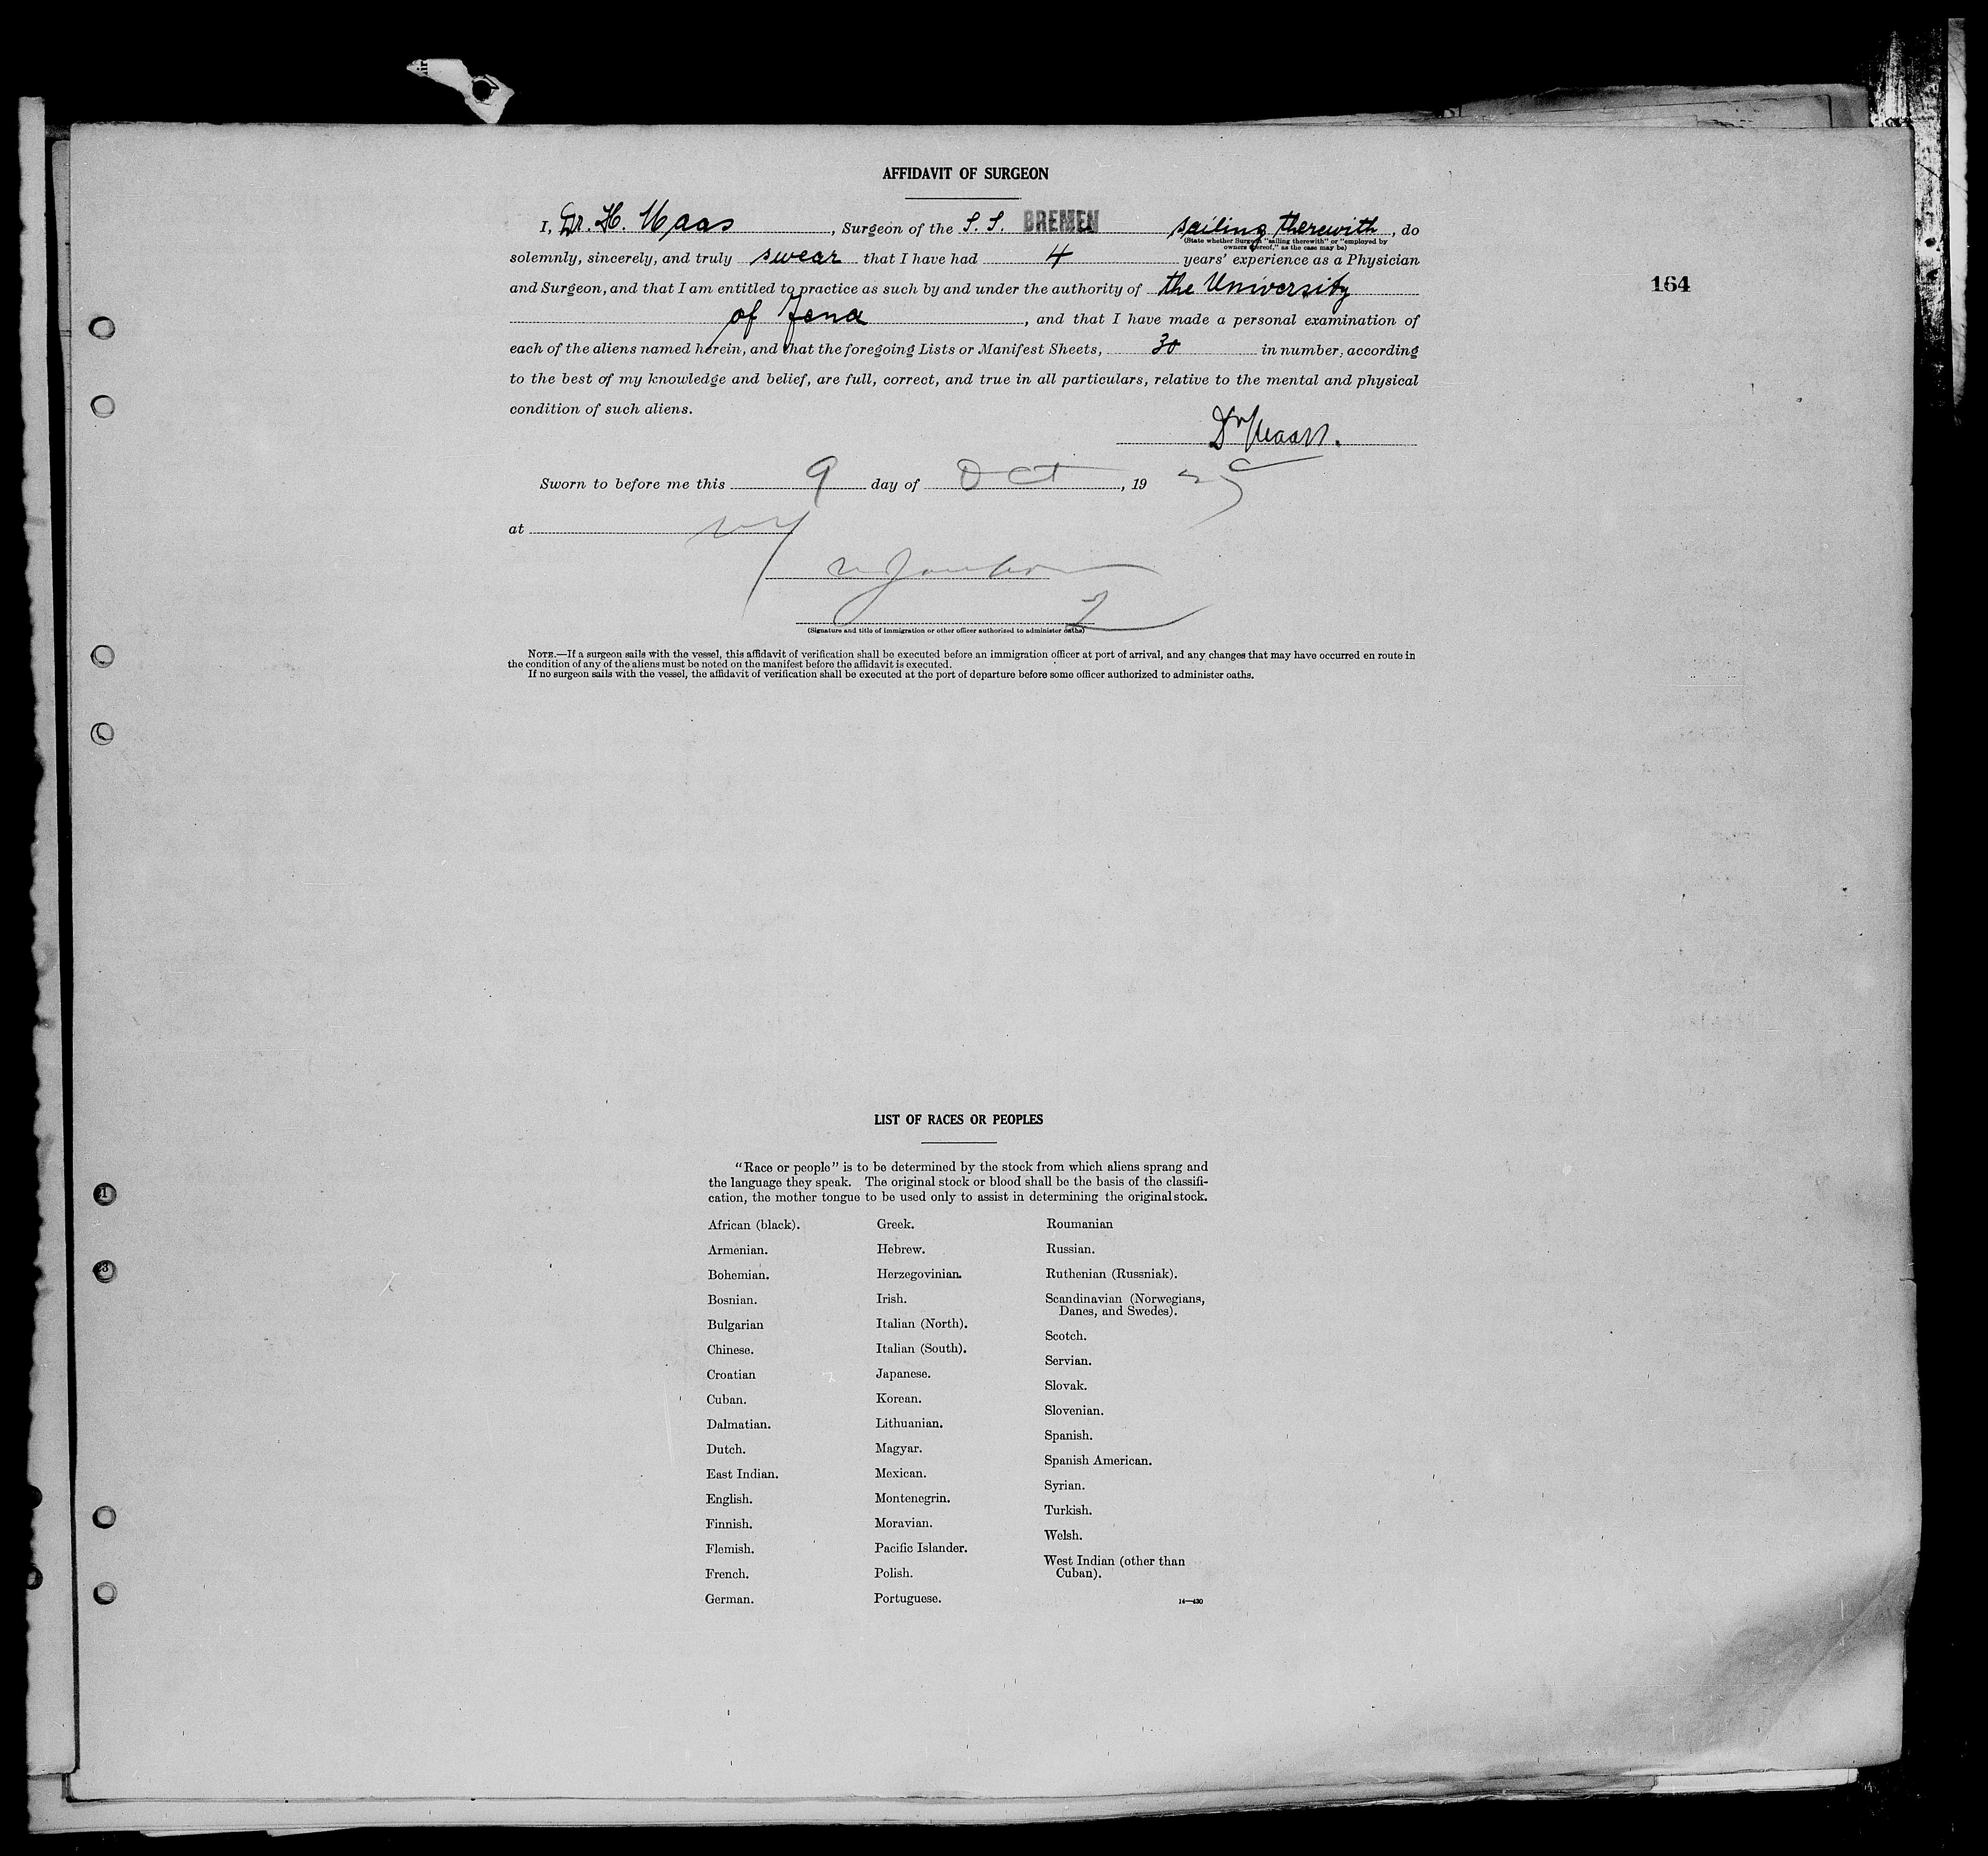 AFFIDAVIT OF SURGEON
I, Dr. H. Maas, Surgeon of the S. S. BREMEN sailing therewith, do
(State whether Surgeon "sailing therewith" or "employed by
owners thereof," as the case may be)
solemnly, sincerely, and truly swear that I have had 4 years' experience as a Physician
164
and Surgeon, and that I am entitled to practice as such by and under the authority of the University
of Jena, and that I have made a personal examination of
each of the aliens named herein, and that the foregoing Lists or Manifest Sheets, 30 in number, according
to the best of my knowledge and belief, are full, correct, and true in all particulars, relative to the mental and physical
condition of such aliens.
Dr Maas.
Sworn to before me this 9 day of Oct, 1929
at NY
(Signature and title of immigration or other officer authorized to administer oaths)
NOTE.—If a surgeon sails with the vessel, this affidavit of verification shall be executed before an immigration officer at port of arrival, and any changes that may have occurred en route in
the condition of any of the aliens must be noted on the manifest before the affidavit is executed.
If no surgeon sails with the vessel, the affidavit of verification shall be executed at the port of departure before some officer authorized to administer oaths.
LIST OF RACES OR PEOPLES
"Race or people" is to be determined by the stock from which aliens sprang and
the language they speak. The original stock or blood shall be the basis of the classifi-
cation, the mother tongue to be used only to assist in determining the original stock.
African (black).
Armenian.
Bohemian.
Bosnian.
Bulgarian
Chinese.
Croatian
Cuban.
Dalmatian.
Dutch.
East Indian.
English.
Finnish.
Flemish.
French.
German.
Greek.
Hebrew.
Herzegovinian.
Irish.
Italian (North).
Italian (South).
Japanese.
Korean.
Lithuanian.
Magyar.
Mexican.
Montenegrin.
Moravian.
Pacific Islander.
Polish.
Portuguese.
Roumanian
Russian.
Ruthenian (Russniak).
Scandinavian (Norwegians,
Danes, and Swedes).
Scotch.
Servian.
Slovak.
Slovenian.
Spanish.
Spanish American.
Syrian.
Turkish.
Welsh.
West Indian (other than
Cuban).
14—430